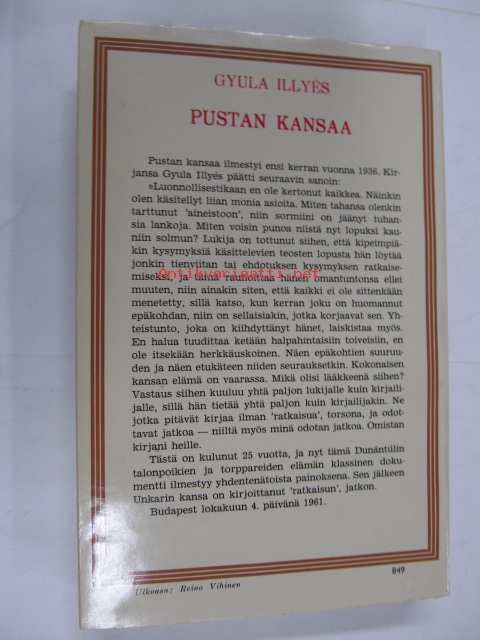 GYULA ILLYÉS
PUSTAN KANSAA
Pustan kansaa ilmestyi ensi kerran vuonna 1936. Kir-
jansa Gyula Illyés päätti seuraavin sanoin:
»Luonnollisestikaan en ole kertonut kaikkea. Näinkin
olen käsitellyt liian monia asioita. Miten tahansa olenkin
tarttunut 'aineistoon', niin sormiini on jäänyt tuhan-
sia lankoja. Miten voisin punoa niistä nyt lopuksi kau-
niin solmun? Lukija on tottunut siihen, että kipeimpiä-
kin kysymyksiä käsittelevien teosten lopusta hän löytää
jonkin tienviitan tai ehdotuksen kysymyksen ratkaise-
miseksi, ja tämä rauhoittaa hänen omantuntonsa ellei
muuten, niin ainakin siten, että kaikki ei ole sittenkään
menetetty, sillä katso, kun kerran joku on huomannut
epäkohdan, niin on sellaisiakin, jotka korjaavat sen. Yh-
teistunto, joka on kiihdyttänyt hänet, laiskistaa myös.
En halua tuudittaa ketään halpahintaisiin toiveisiin, en
ole itsekään herkkäuskoinen. Näen epäkohtien suuruu-
den ja näen etukäteen niiden seurauksetkin. Kokonaisen
kansan elämä on vaarassa. Mikä olisi lääkkeenä siihen?
Vastaus siihen kuuluu yhtä paljon lukijalle kuin kirjaili-
jalle, sillä hän tietää yhtä paljon kuin kirjailijakin. Ne
jotka pitävät kirjaa ilman 'ratkaisua', torsona, ja odot-
tavat jatkoa — niiltä myös minä odotan jatkoa. Omistan
kirjani heille.
Tästä on kulunut 25 vuotta, ja nyt tämä Dunántúlin
talonpoikien ja torppareiden elämän klassinen doku-
mentti ilmestyy yhdentenätoista painoksena. Sen jälkeen
Unkarin kansa on kirjoittanut 'ratkaisun', jatkon.
Budapest lokakuun 4. päivänä 1961.
849
Ulkoasu: Reino Vihinen